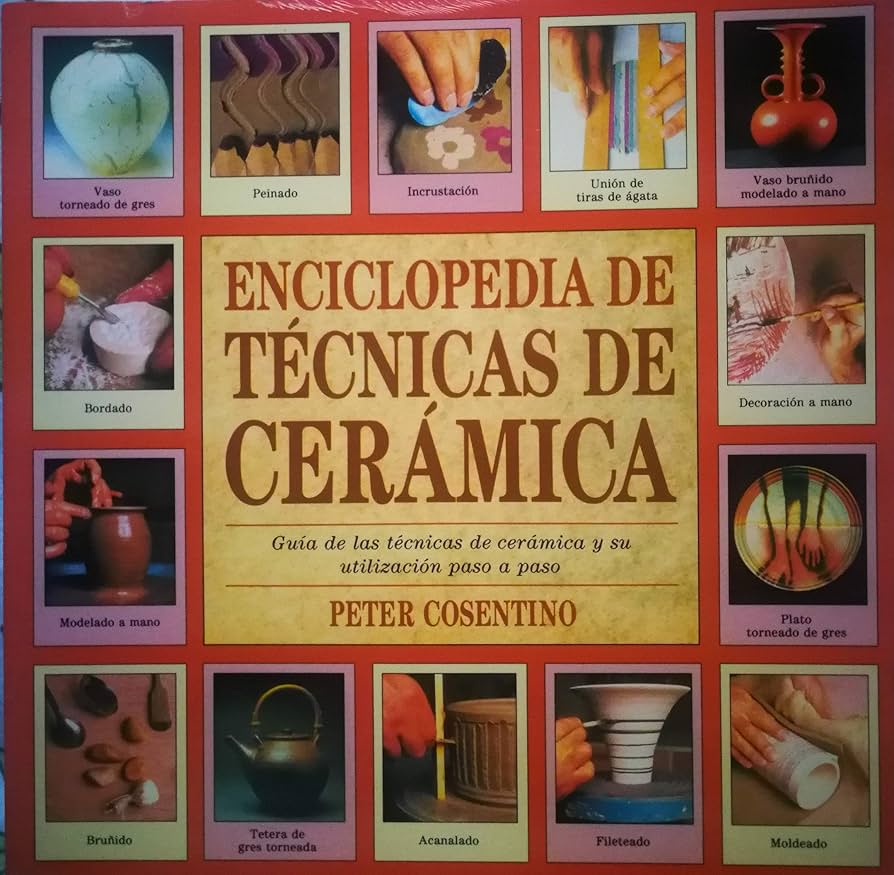 Vaso
torneado de gres
Peinado
Incrustación
Unión de
tiras de ágata
Vaso bruñido
modelado a mano
Bordado
ENCICLOPEDIA DE
TÉCNICAS DE
CERÁMICA
Guía de las técnicas de cerámica y su
utilización paso a paso
PETER COSENTINO
Decoración a mano
Modelado a mano
Plato
torneado de gres
Bruñido
Tetera de
gres torneada
Acanalado
Fileteado
Moldeado